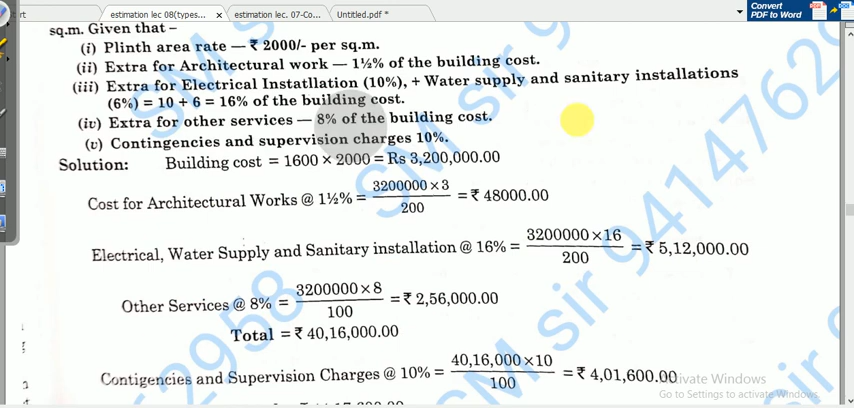 rt estimation lec 08(types... × estimation lec. 07-Co... × Untitled.pdf * Convert PDF to Word
sq.m. Given that –
(i) Plinth area rate — ₹ 2000/- per sq.m.
(ii) Extra for Architectural work — 1½% of the building cost.
(iii) Extra for Electrical Instatllation (10%), + Water supply and sanitary installations
(6%) = 10 + 6 = 16% of the building cost.
(iv) Extra for other services — 8% of the building cost.
(v) Contingencies and supervision charges 10%.
Solution: Building cost = 1600 × 2000 = Rs 3,200,000.00
Cost for Architectural Works @ 1½% = 3200000 × 3 / 200 = ₹ 48000.00
Electrical, Water Supply and Sanitary installation @ 16% = 3200000 × 16 / 200 = ₹ 5,12,000.00
Other Services @ 8% = 3200000 × 8 / 100 = ₹ 2,56,000.00
Total = ₹ 40,16,000.00
Contigencies and Supervision Charges @ 10% = 40,16,000 × 10 / 100 = ₹ 4,01,600.00
Activate Windows
Go to Settings to activate Windows.
SM sir 94147620
52958